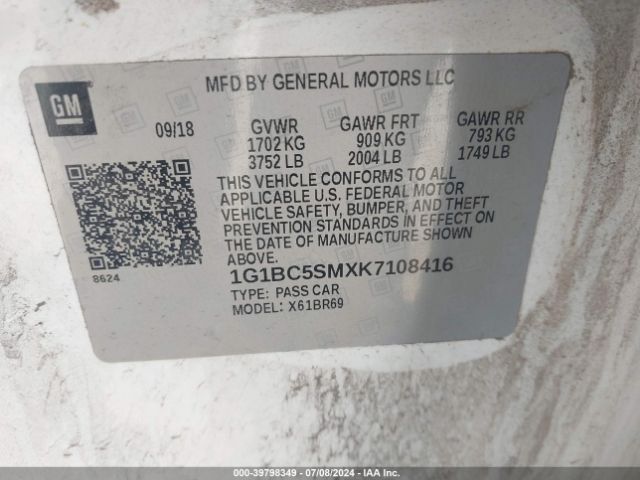 MFD BY GENERAL MOTORS LLC
GM
09/18
GVWR GAWR FRT GAWR RR
1702 KG 909 KG 793 KG
3752 LB 2004 LB 1749 LB
THIS VEHICLE CONFORMS TO ALL
APPLICABLE U.S. FEDERAL MOTOR
VEHICLE SAFETY, BUMPER, AND THEFT
PREVENTION STANDARDS IN EFFECT ON
THE DATE OF MANUFACTURE SHOWN
ABOVE.
8624
1G1BC5SMXK7108416
TYPE: PASS CAR
MODEL: X61BR69
000-39798349 - 07/08/2024 - IAA Inc.